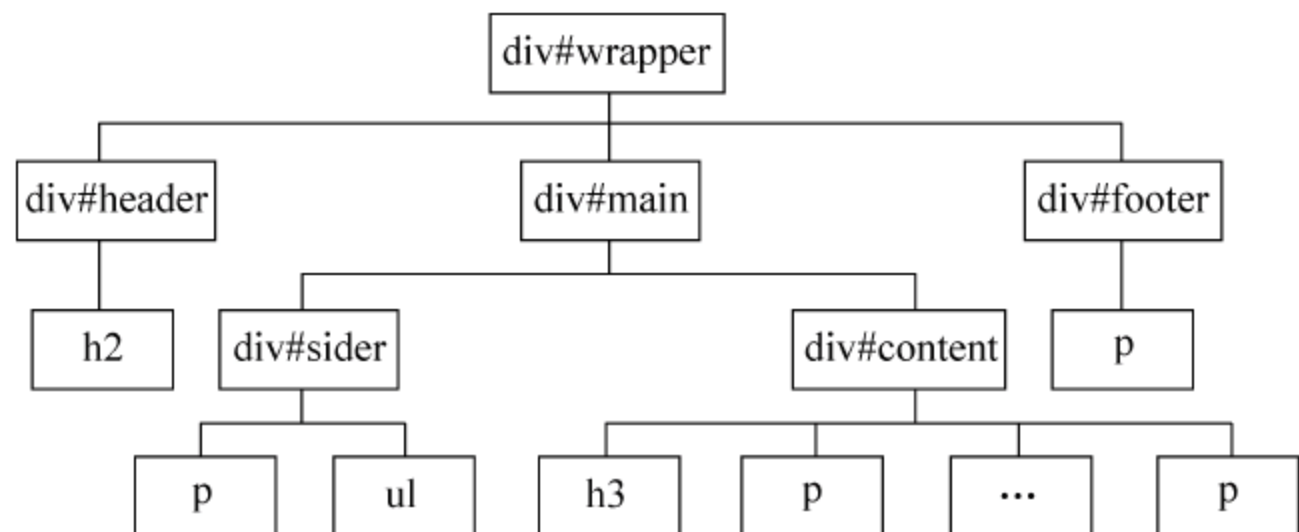 div#wrapper
div#header div#main div#footer
h2 div#sider div#content p
p ul h3 p ... p